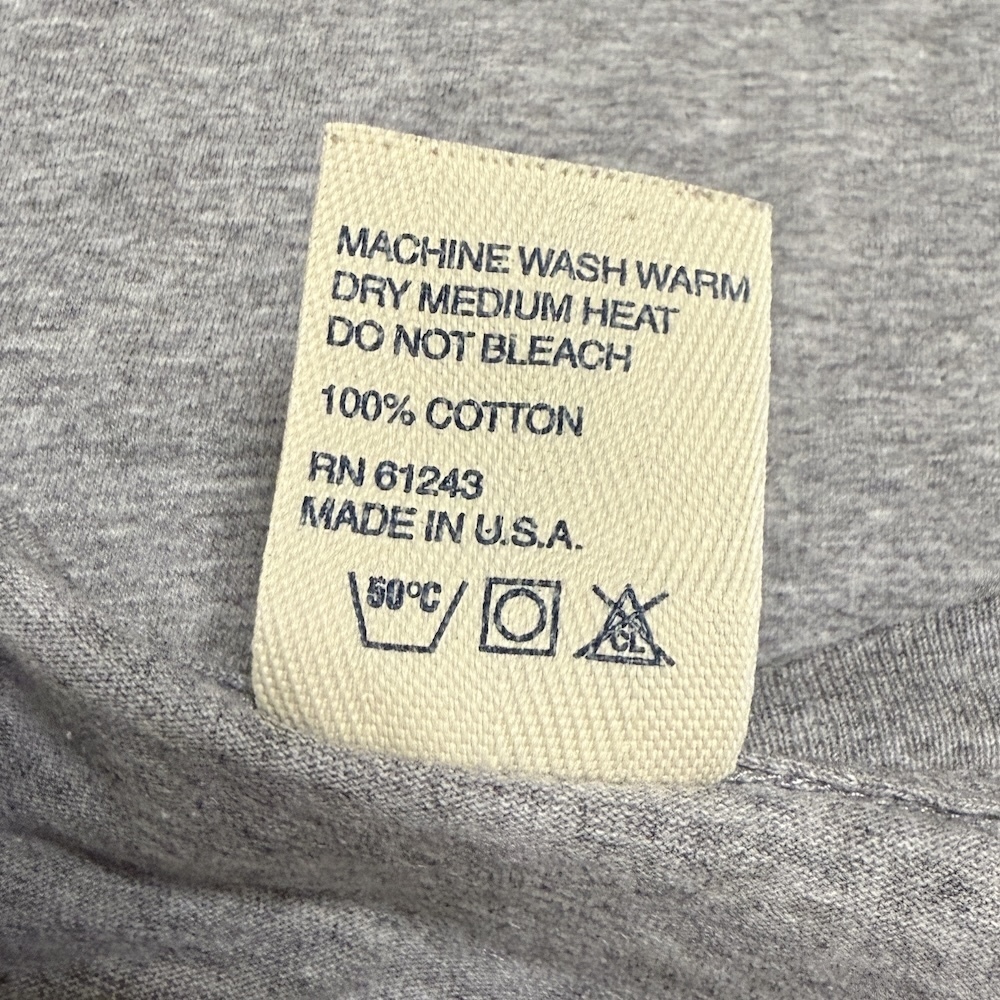 MACHINE WASH WARM
DRY MEDIUM HEAT
DO NOT BLEACH
100% COTTON
RN 61243
MADE IN U.S.A.
50°C CL